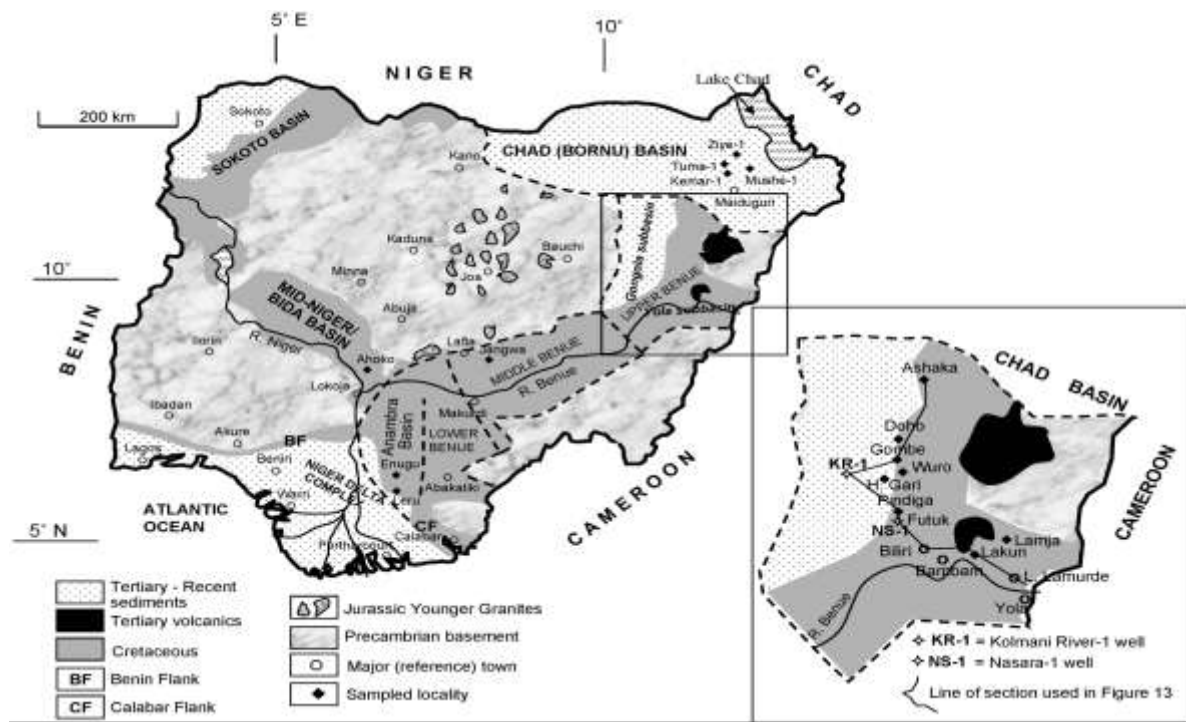 5° E
10°
NIGER
CHAD
Lake Chad
200 km
Sokoto
SOKOTO BASIN
CHAD (BORNU) BASIN
Ziye-1
Tuma-1
Kemar-1
Mushe-1
Maiduguri
Kano
Kaduna
Bauchi
Jos
Gongola subbasin
UPPER BENUE
Yola subbasin
10°
Minna
Abuja
MID-NIGER/
BIDA BASIN
BENIN
R. Niger
Ilorin
Ahoko
Lafia
Jangwa
MIDDLE BENUE
R. Benue
Lokoja
Makurdi
Ibadan
Akure
Anambra
Basin
LOWER
BENUE
Lagos
BF
Benin
Enugu
Leru
Abakaliki
NIGER DELTA
COMPLEX
Warri
ATLANTIC
OCEAN
CAMEROON
5° N
CF
Calabar
Portharcourt
Ashaka
CHAD BASIN
Doho
Gombe
KR-1
Wuro
H. Gari
Pindiga
Futuk
NS-1
CAMEROON
Biliri
Bambam
Lamja
Lakun
L. Lamurde
Yola
R. Benue
KR-1 = Kolmani River-1 well
NS-1 = Nasara-1 well
Line of section used in Figure 13
Tertiary - Recent
sediments
Tertiary volcanics
Cretaceous
BF Benin Flank
CF Calabar Flank
Jurassic Younger Granites
Precambrian basement
Major (reference) town
Sampled locality